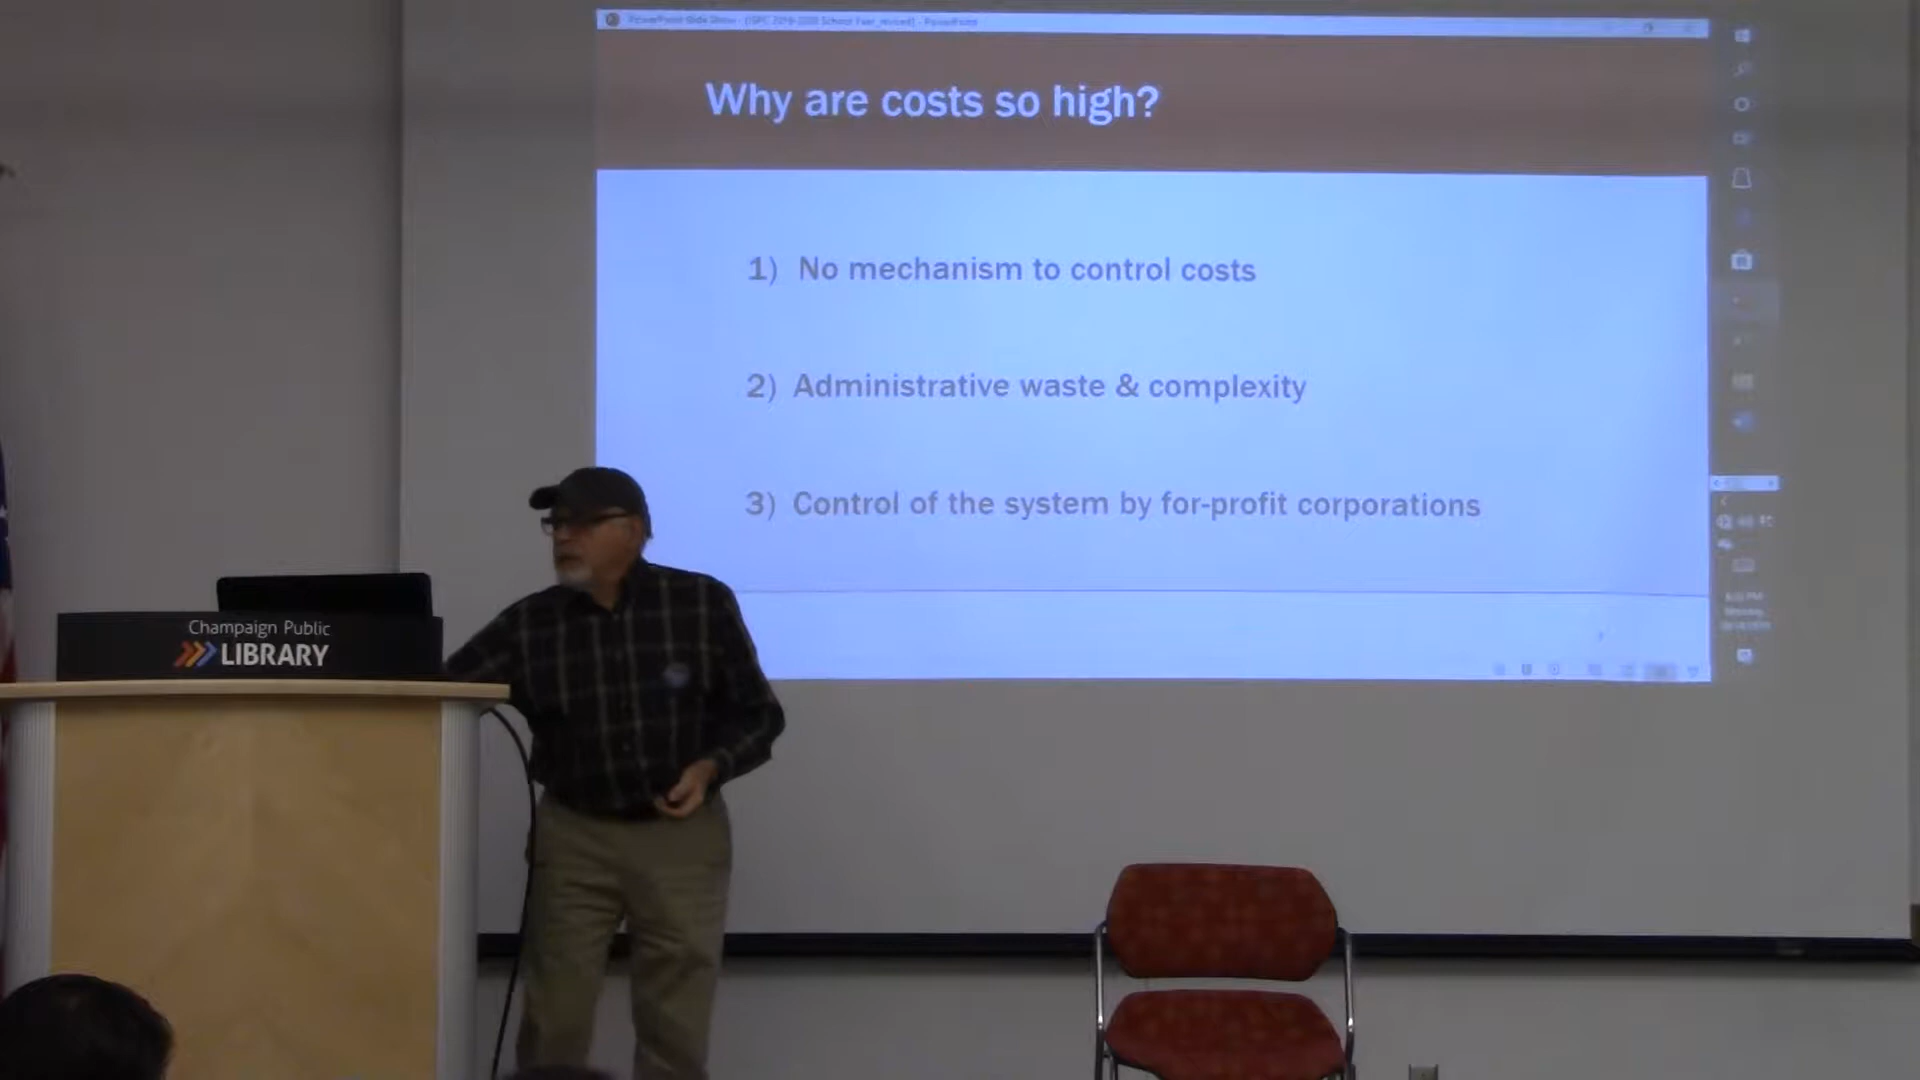 Why are costs so high?
1) No mechanism to control costs
2) Administrative waste & complexity
3) Control of the system by for-profit corporations
Champaign Public
LIBRARY